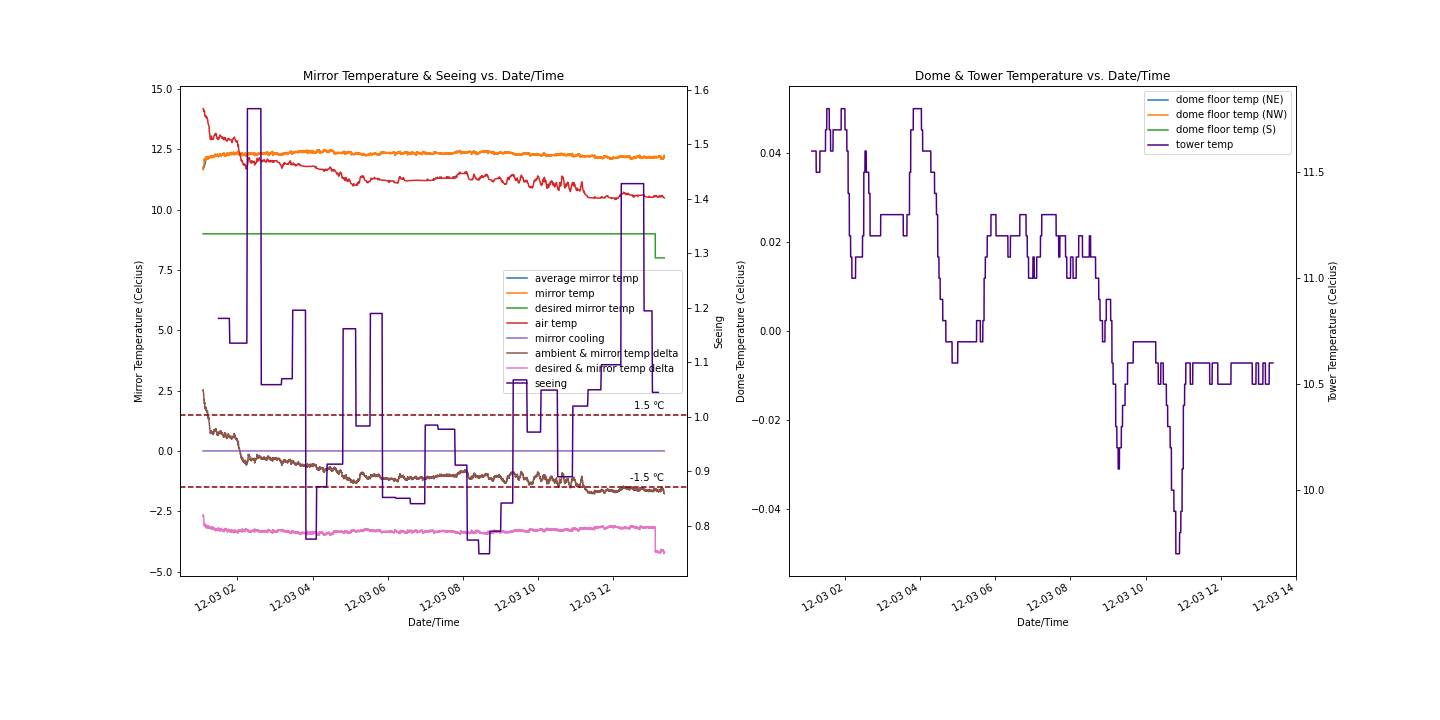 Mirror Temperature & Seeing vs. Date/Time
15.0
12.5
10.0
7.5
5.0
2.5
0.0
−2.5
−5.0
Mirror Temperature (Celcius)
1.6
1.5
1.4
1.3
1.2
1.1
1.0
0.9
0.8
Seeing
average mirror temp
mirror temp
desired mirror temp
air temp
mirror cooling
ambient & mirror temp delta
desired & mirror temp delta
seeing
1.5 °C
-1.5 °C
12-03 02
12-03 04
12-03 06
12-03 08
12-03 10
12-03 12
Date/Time
Dome & Tower Temperature vs. Date/Time
0.04
0.02
0.00
−0.02
−0.04
Dome Temperature (Celcius)
dome floor temp (NE)
dome floor temp (NW)
dome floor temp (S)
tower temp
11.5
11.0
10.5
10.0
Tower Temperature (Celcius)
12-03 02
12-03 04
12-03 06
12-03 08
12-03 10
12-03 12
12-03 14
Date/Time